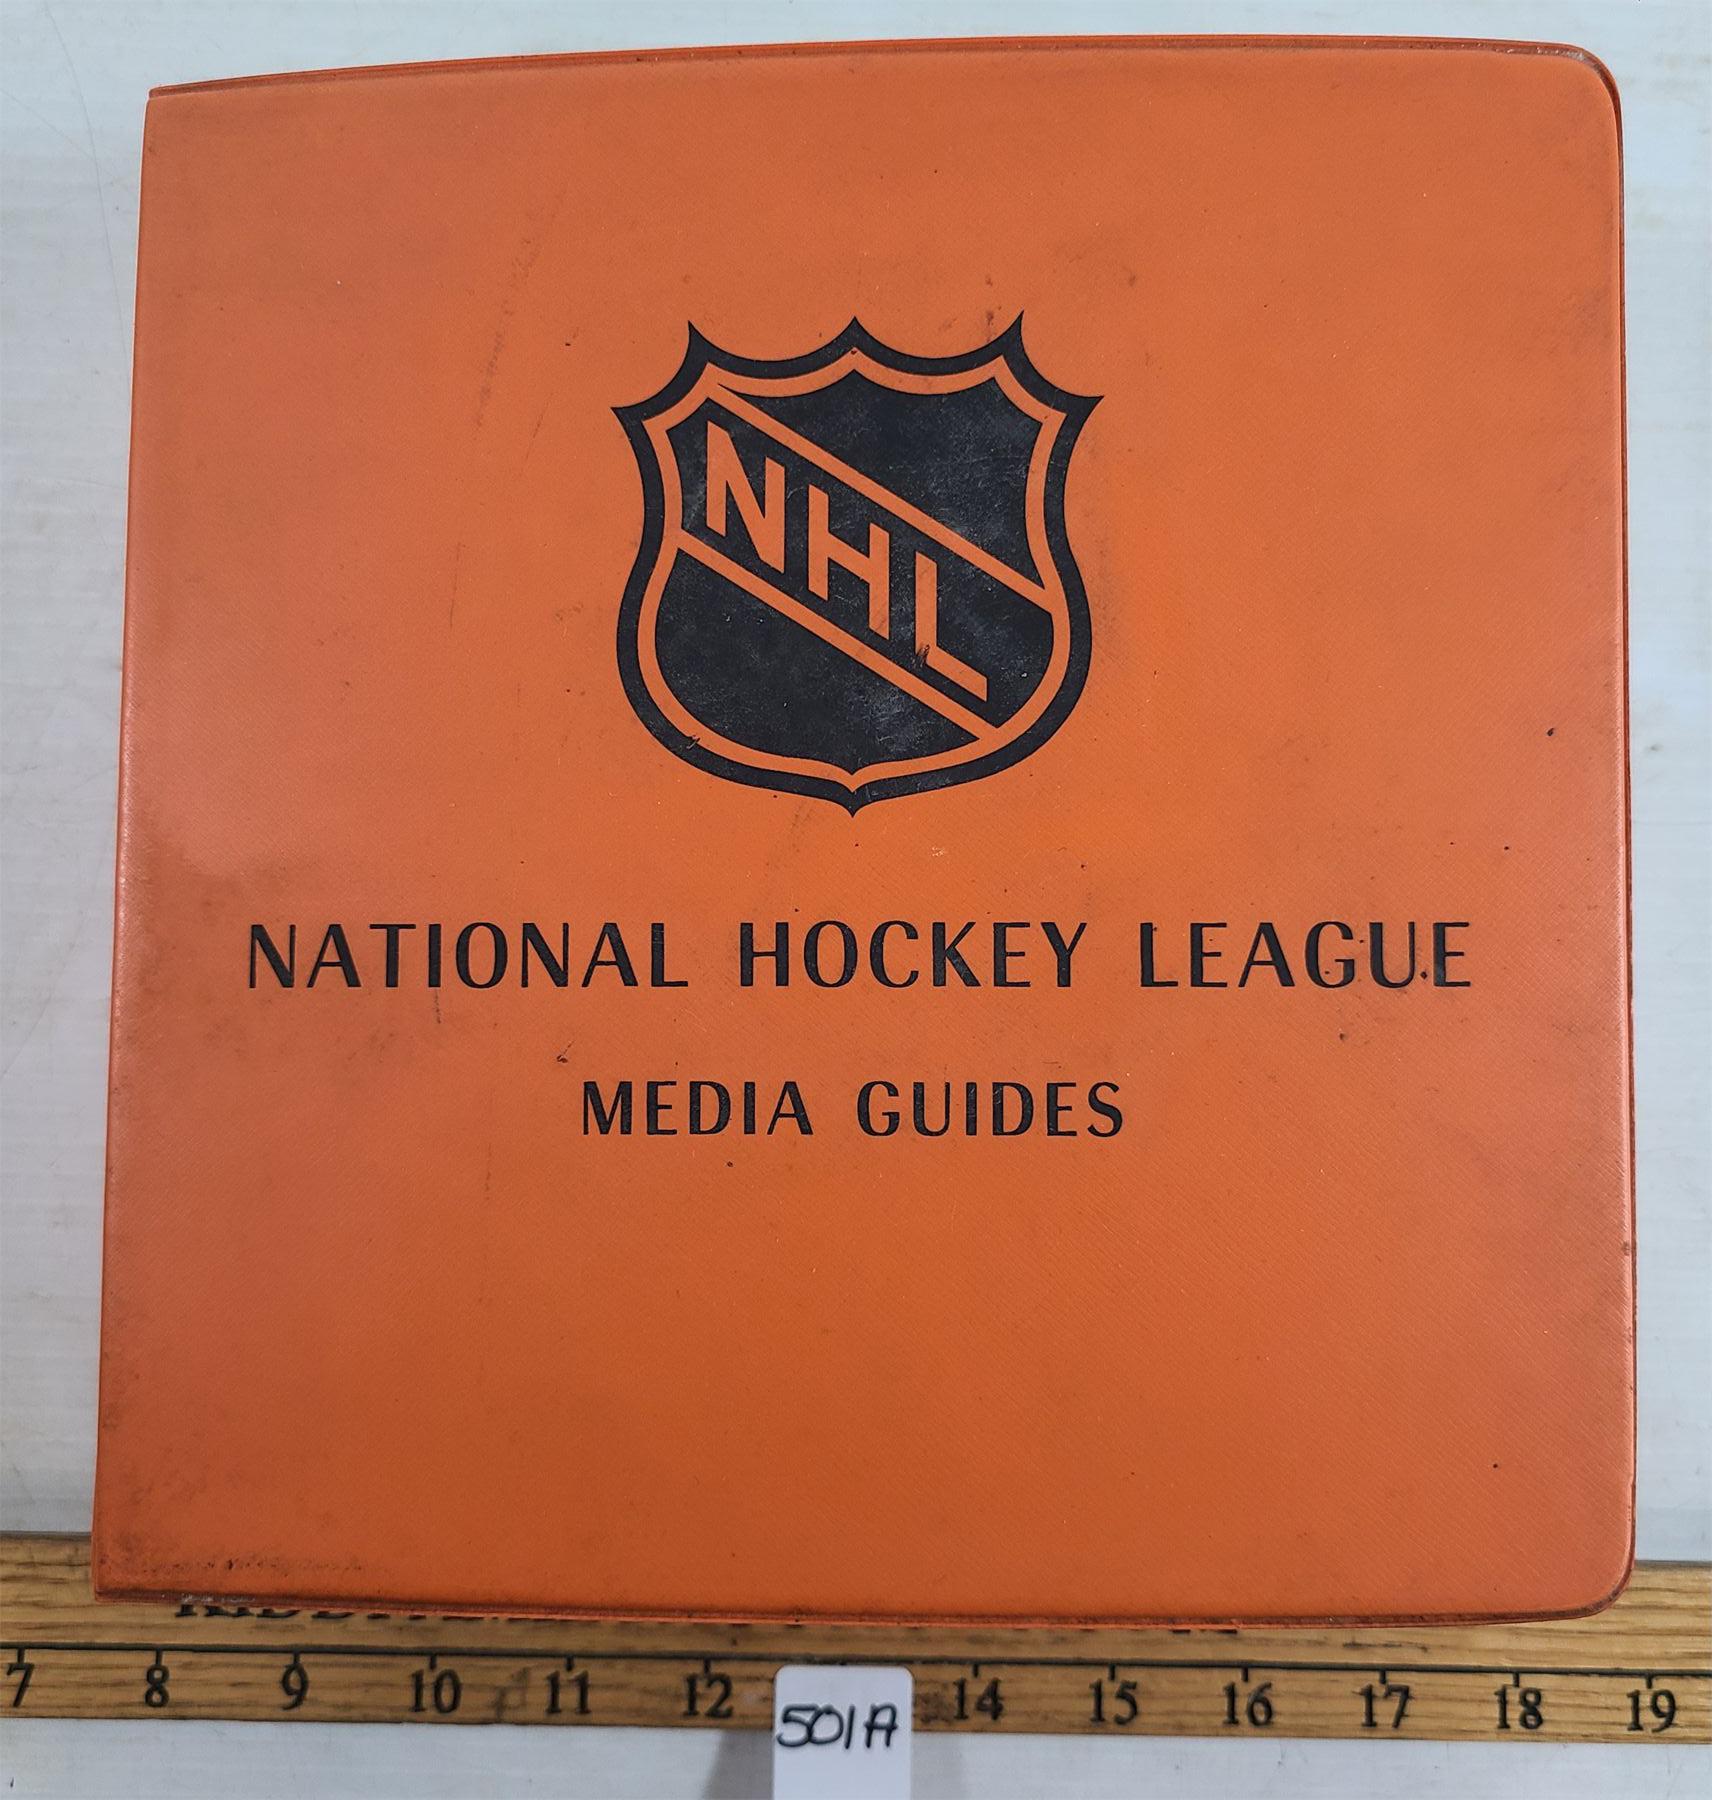 NHL
NATIONAL HOCKEY LEAGUE
MEDIA GUIDES
7 8 9 10 11 12 14 15 16 17 18 19
501A